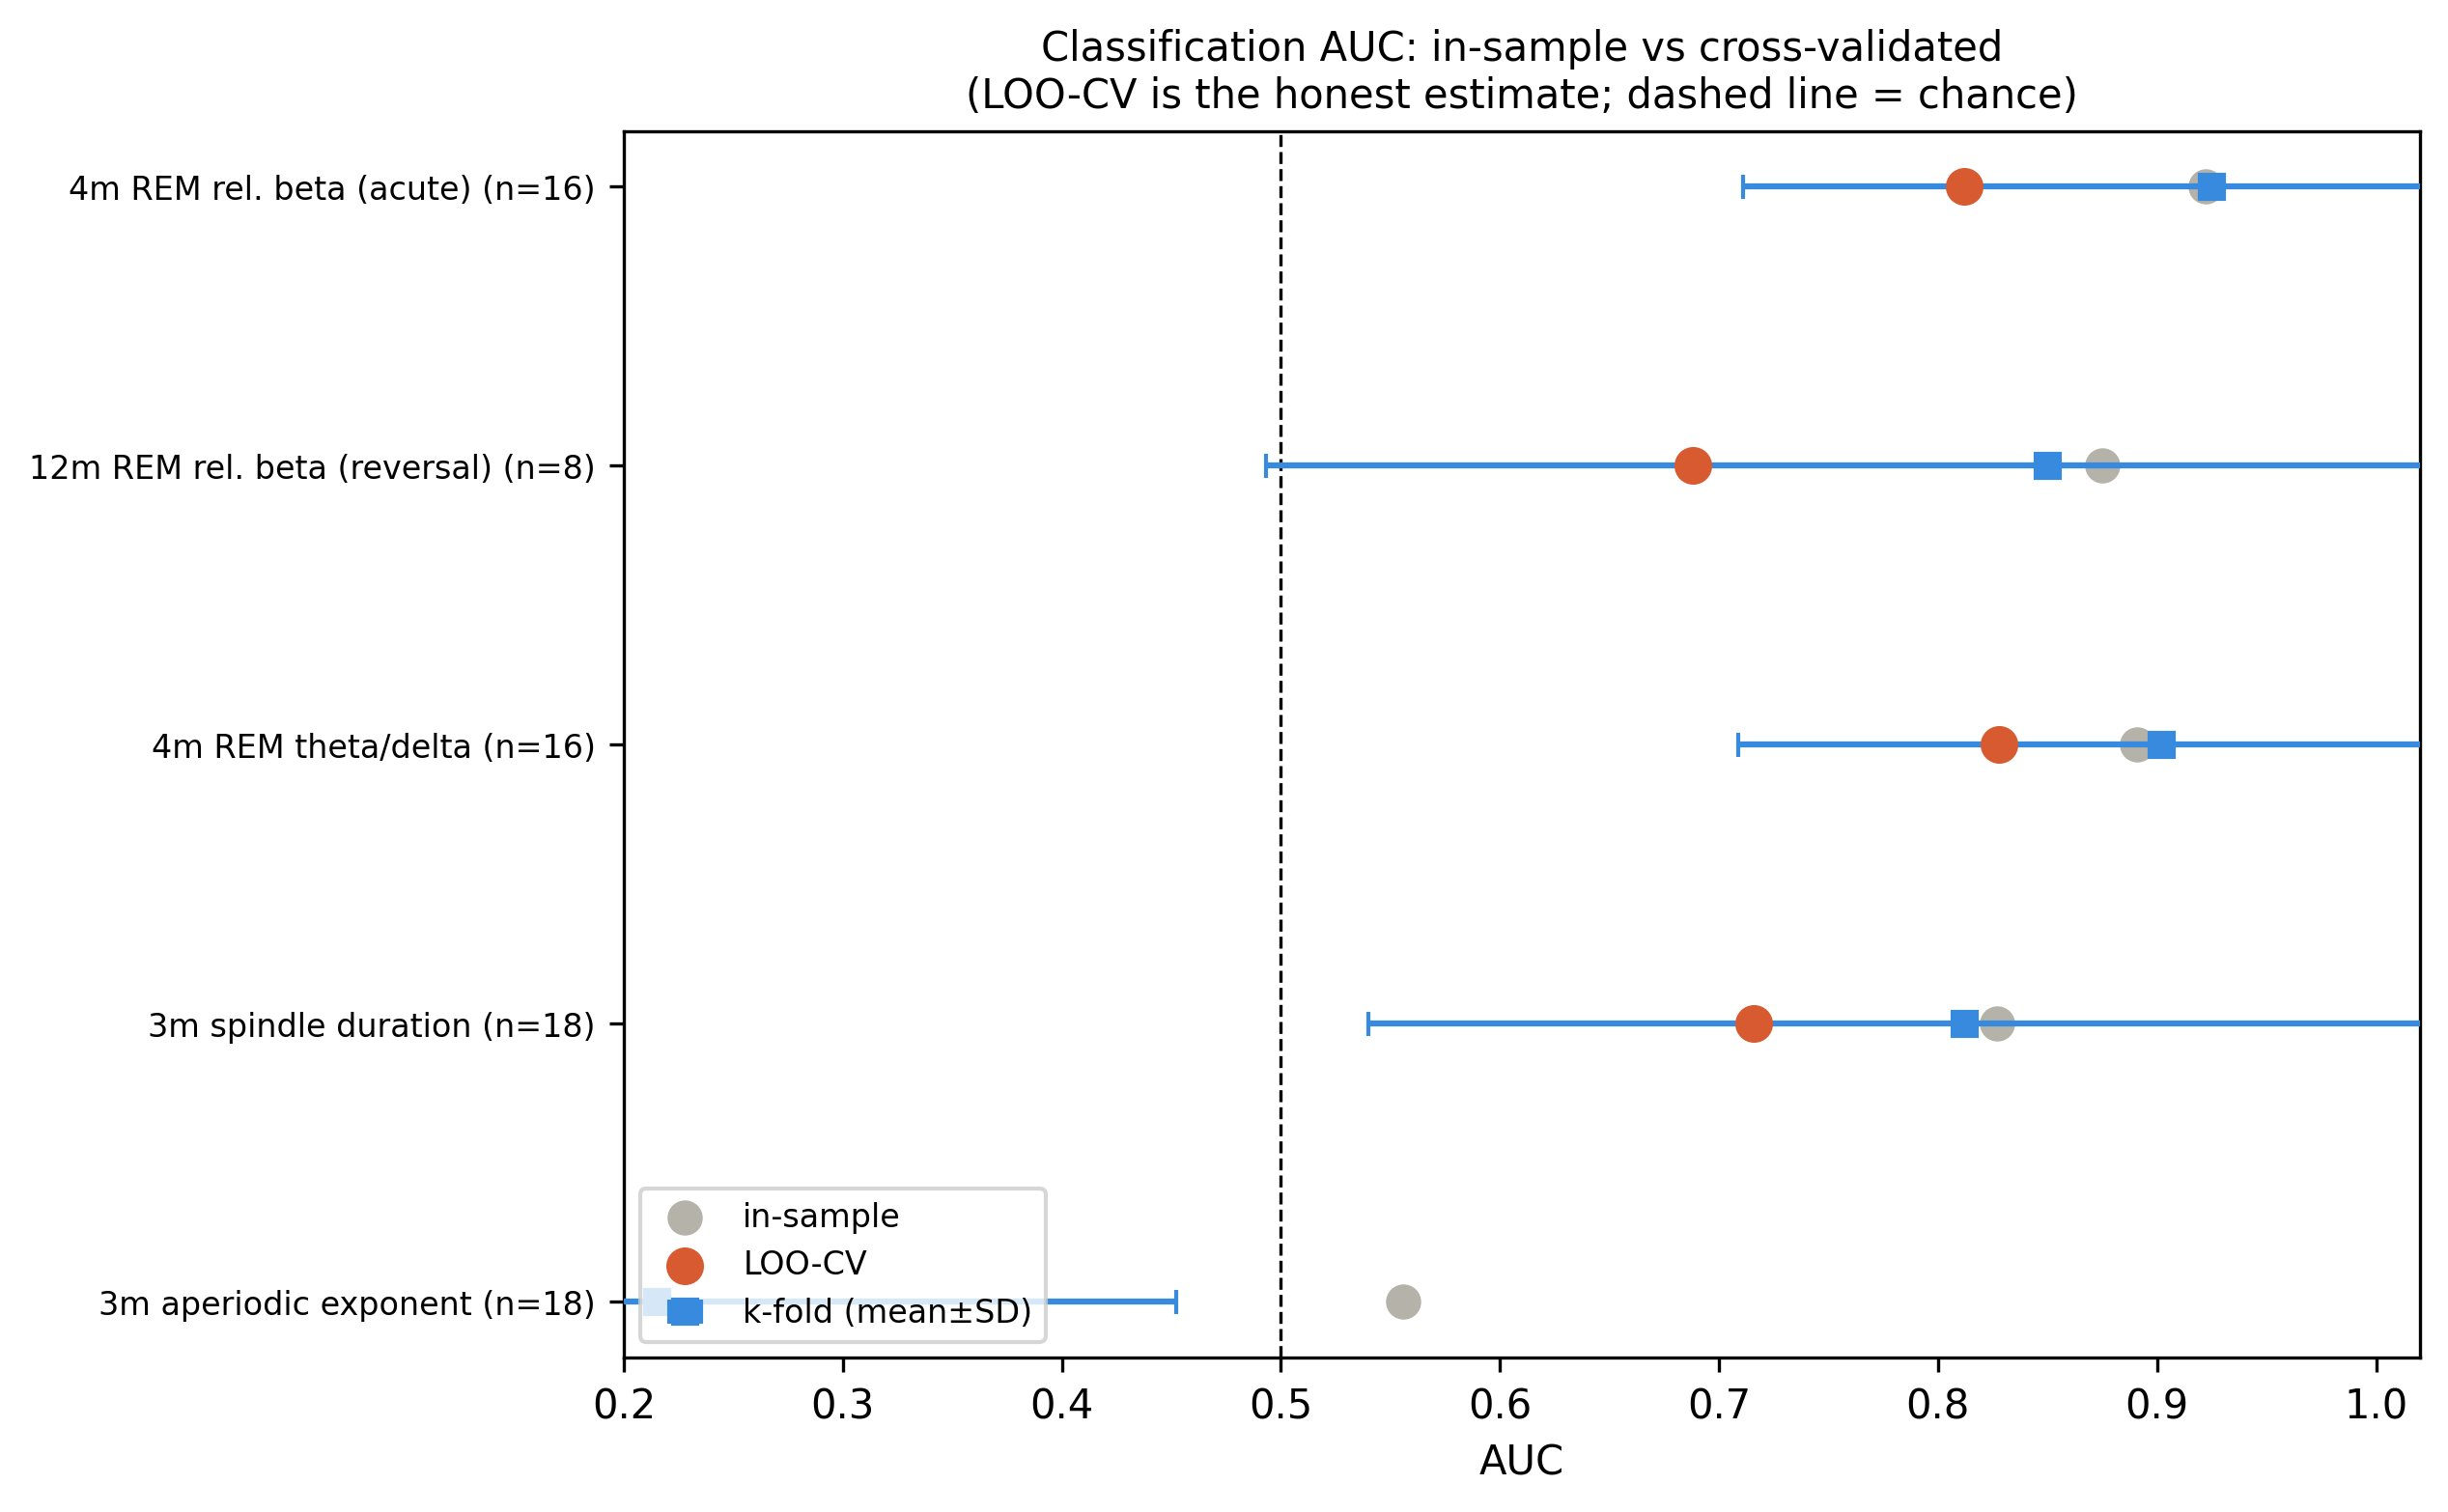 Classification AUC: in-sample vs cross-validated
(LOO-CV is the honest estimate; dashed line = chance)
4m REM rel. beta (acute) (n=16)
12m REM rel. beta (reversal) (n=8)
4m REM theta/delta (n=16)
3m spindle duration (n=18)
3m aperiodic exponent (n=18)
in-sample
LOO-CV
k-fold (mean±SD)
0.2 0.3 0.4 0.5 0.6 0.7 0.8 0.9 1.0
AUC